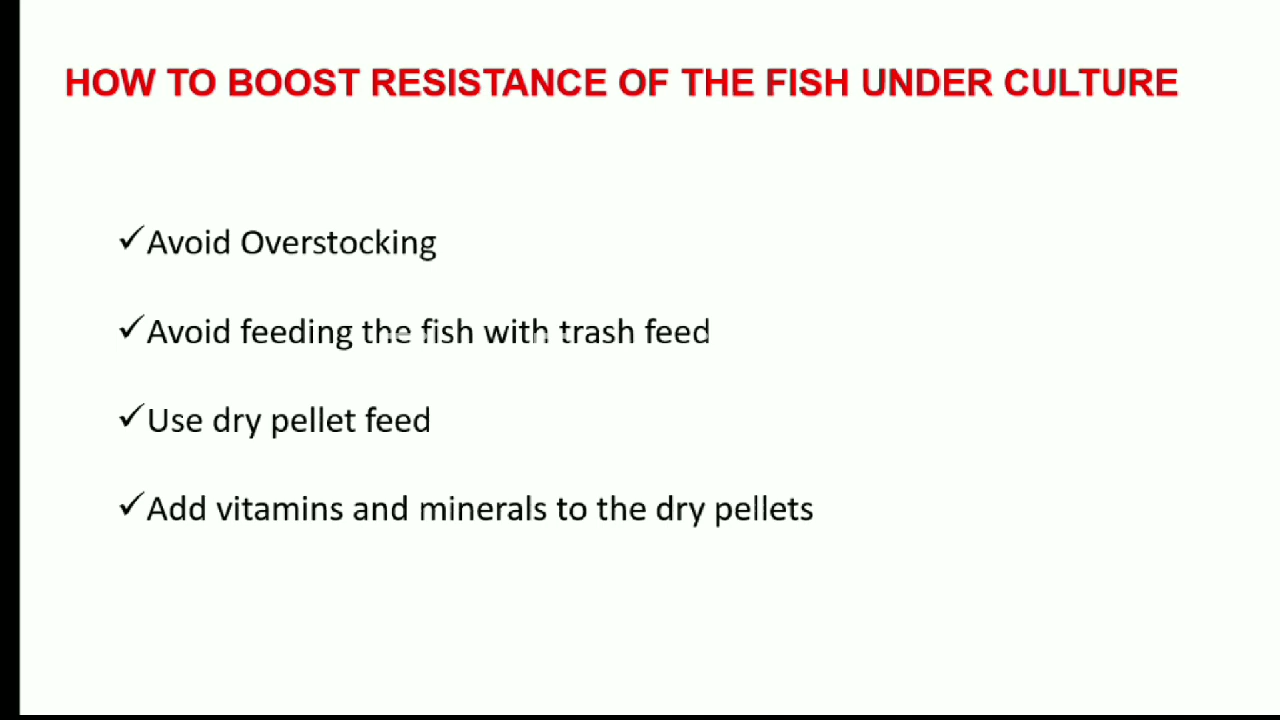 HOW TO BOOST RESISTANCE OF THE FISH UNDER CULTURE
✓Avoid Overstocking
✓Avoid feeding the fish with trash feed
✓Use dry pellet feed
✓Add vitamins and minerals to the dry pellets